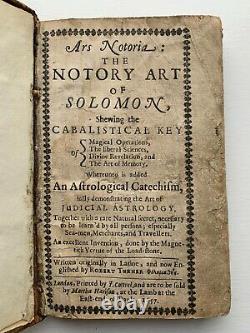 Ars Notoria:
THE
NOTORY ART
OF
SOLOMON,
Shewing the
CABALISTICAL KEY
Of
Magical Operations,
The liberal Sciences,
Divine Revelation, and
The Art of Memory.
Whereunto is added
An Astrological Catechism,
fully demonstrating the Art of
JUDICIAL ASTROLOGY.
Together with a rare Natural secret, necessary
to be learn'd by all persons; especially
Sea-men, Merchants, and Travellers.
An excellent Invention, done by the Magne-
tick Vertue of the Load-stone.
Written originally in Latine, and now En-
glished by ROBERT TURNER
London, Printed by F. Cottrel, and are to be sold
by Martha Harison, at the Lamb at the
East-end